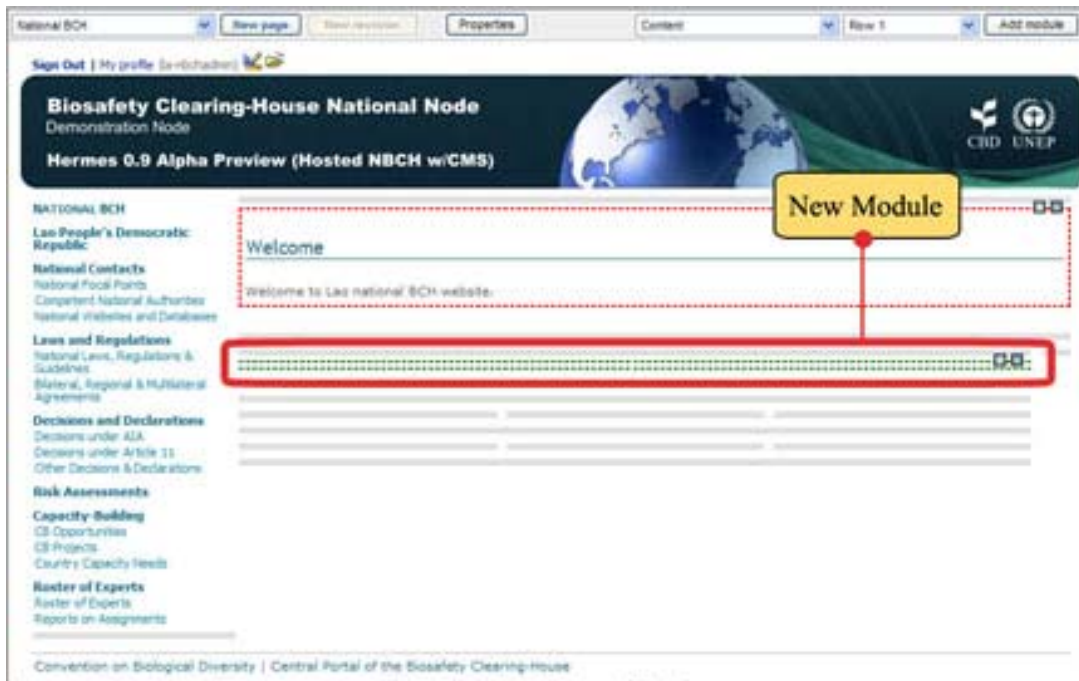 National BCH
New page
New revision
Properties
Content
Row 1
Add module
Sign Out | My profile
Biosafety Clearing-House National Node
Demonstration Node
Hermes 0.9 Alpha Preview (Hosted NBCH w/CMS)
CBD UNEP
New Module
NATIONAL BCH
Lao People's Democratic
Republic
National Contacts
National Focal Points
Competent National Authorities
National Websites and Databases
Laws and Regulations
National Laws, Regulations &
Guidelines
Bilateral, Regional & Multilateral
Agreements
Decisions and Declarations
Decisions under AIA
Decisions under Article 11
Other Decisions & Declarations
Risk Assessments
Capacity-Building
CB Opportunities
CB Projects
Country Capacity Needs
Roster of Experts
Roster of Experts
Reports on Assignments
Welcome
Welcome to Lao national BCH website.
Convention on Biological Diversity | Central Portal of the Biosafety Clearing-House